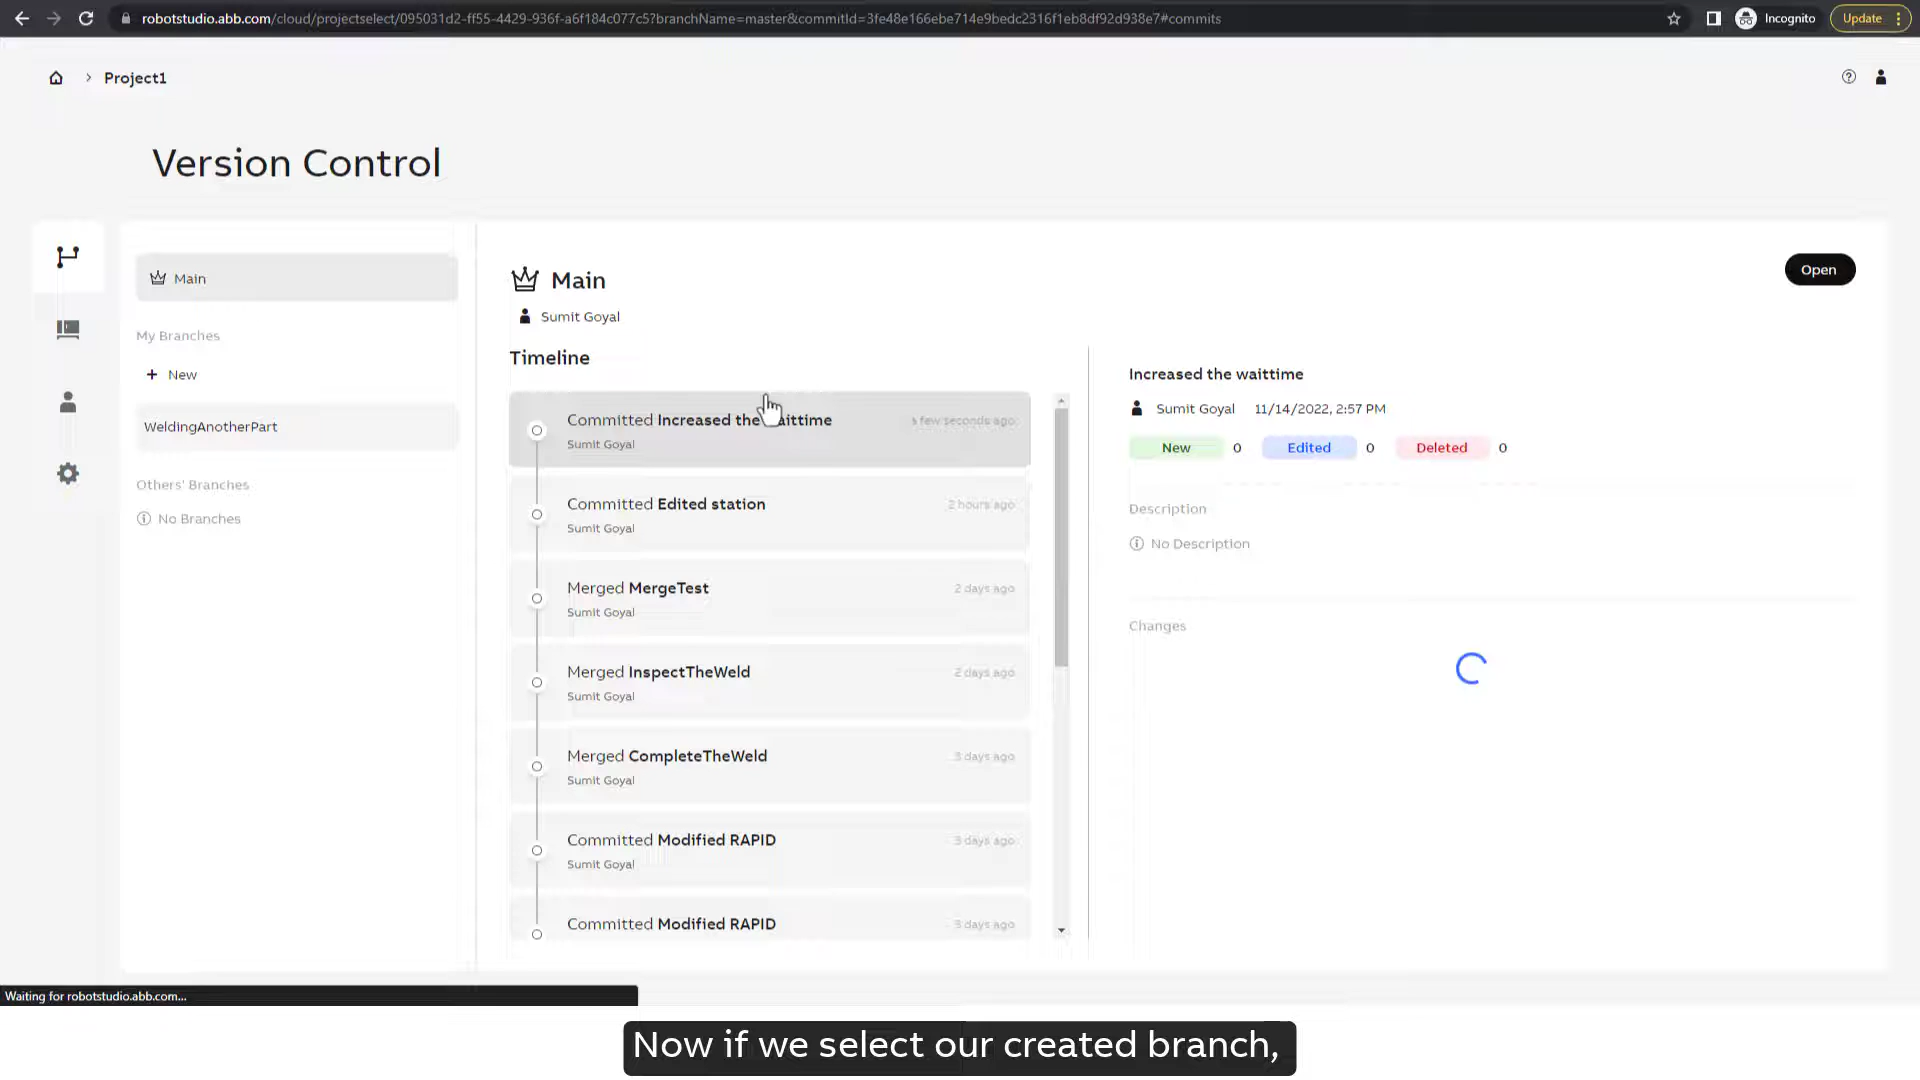 robotstudio.abb.com/cloud/projectselect/095031d2-ff55-4429-936f-a6f184c077c5?branchName=master&commitId=3fe48e166ebe714e9bedc2316f1eb8df92d938e7#commits
Incognito
Update
Project1
Version Control
Main
My Branches
+ New
WeldingAnotherPart
Others' Branches
No Branches
Main
Sumit Goyal
Open
Timeline
Committed Increased the waittime
a few seconds ago
Sumit Goyal
Committed Edited station
2 hours ago
Sumit Goyal
Merged MergeTest
2 days ago
Sumit Goyal
Merged InspectTheWeld
2 days ago
Sumit Goyal
Merged CompleteTheWeld
3 days ago
Sumit Goyal
Committed Modified RAPID
3 days ago
Sumit Goyal
Committed Modified RAPID
3 days ago
Increased the waittime
Sumit Goyal 11/14/2022, 2:57 PM
New 0 Edited 0 Deleted 0
Description
No Description
Changes
Waiting for robotstudio.abb.com...
Now if we select our created branch,